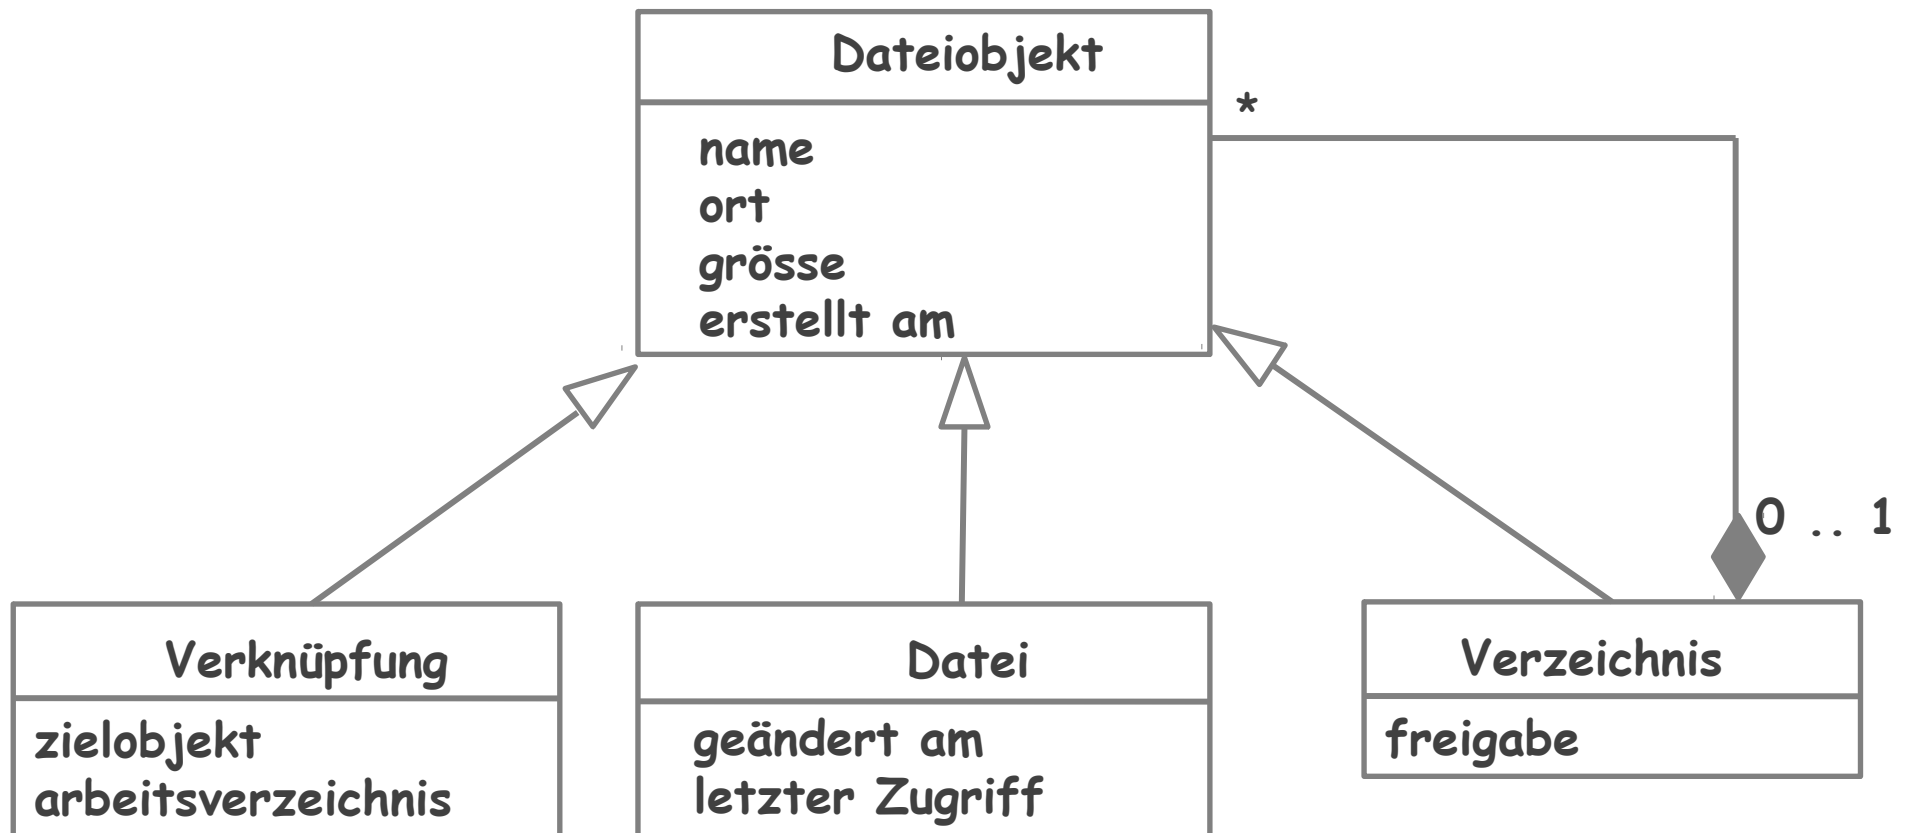 Dateiobjekt
*
name
ort
grösse
erstellt am
0 .. 1
Verknüpfung
zielobjekt
arbeitsverzeichnis
Datei
geändert am
letzter Zugriff
Verzeichnis
freigabe